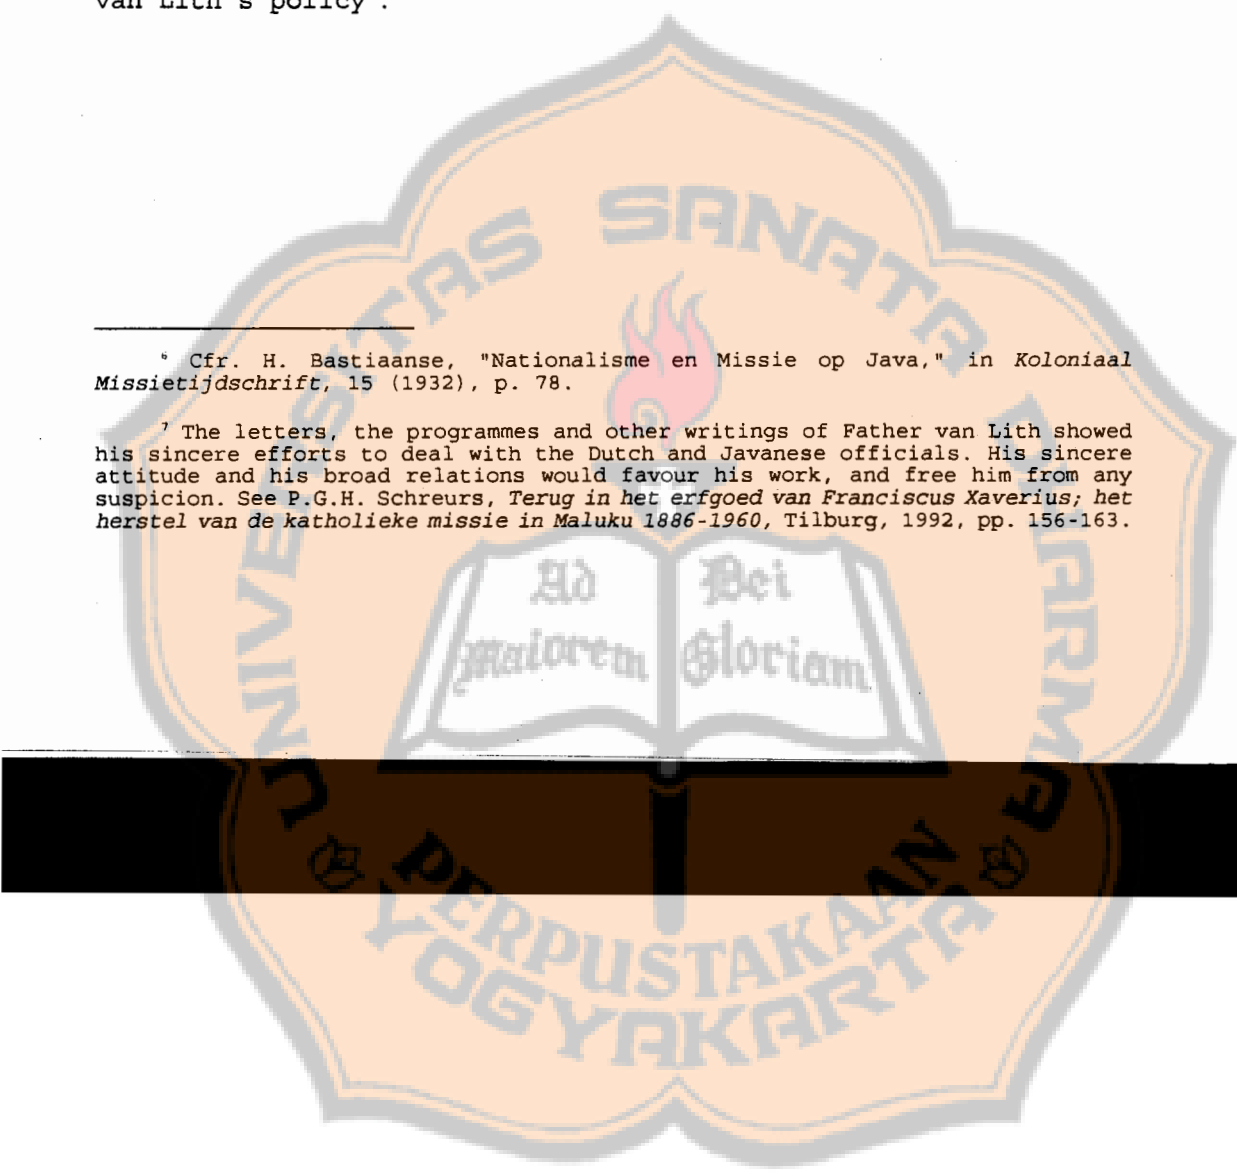 van Lith's policy .
6 Cfr. H. Bastiaanse, "Nationalisme en Missie op Java," in Koloniaal
Missietijdschrift, 15 (1932), p. 78.
7 The letters, the programmes and other writings of Father van Lith showed
his sincere efforts to deal with the Dutch and Javanese officials. His sincere
attitude and his broad relations would favour his work, and free him from any
suspicion. See P.G.H. Schreurs, Terug in het erfgoed van Franciscus Xaverius; het
herstel van de katholieke missie in Maluku 1886-1960, Tilburg, 1992, pp. 156-163.
UNIVERSITAS SANATA DHARMA
Ad Dei
maiorem Gloriam
PERPUSTAKAAN
YOGYAKARTA